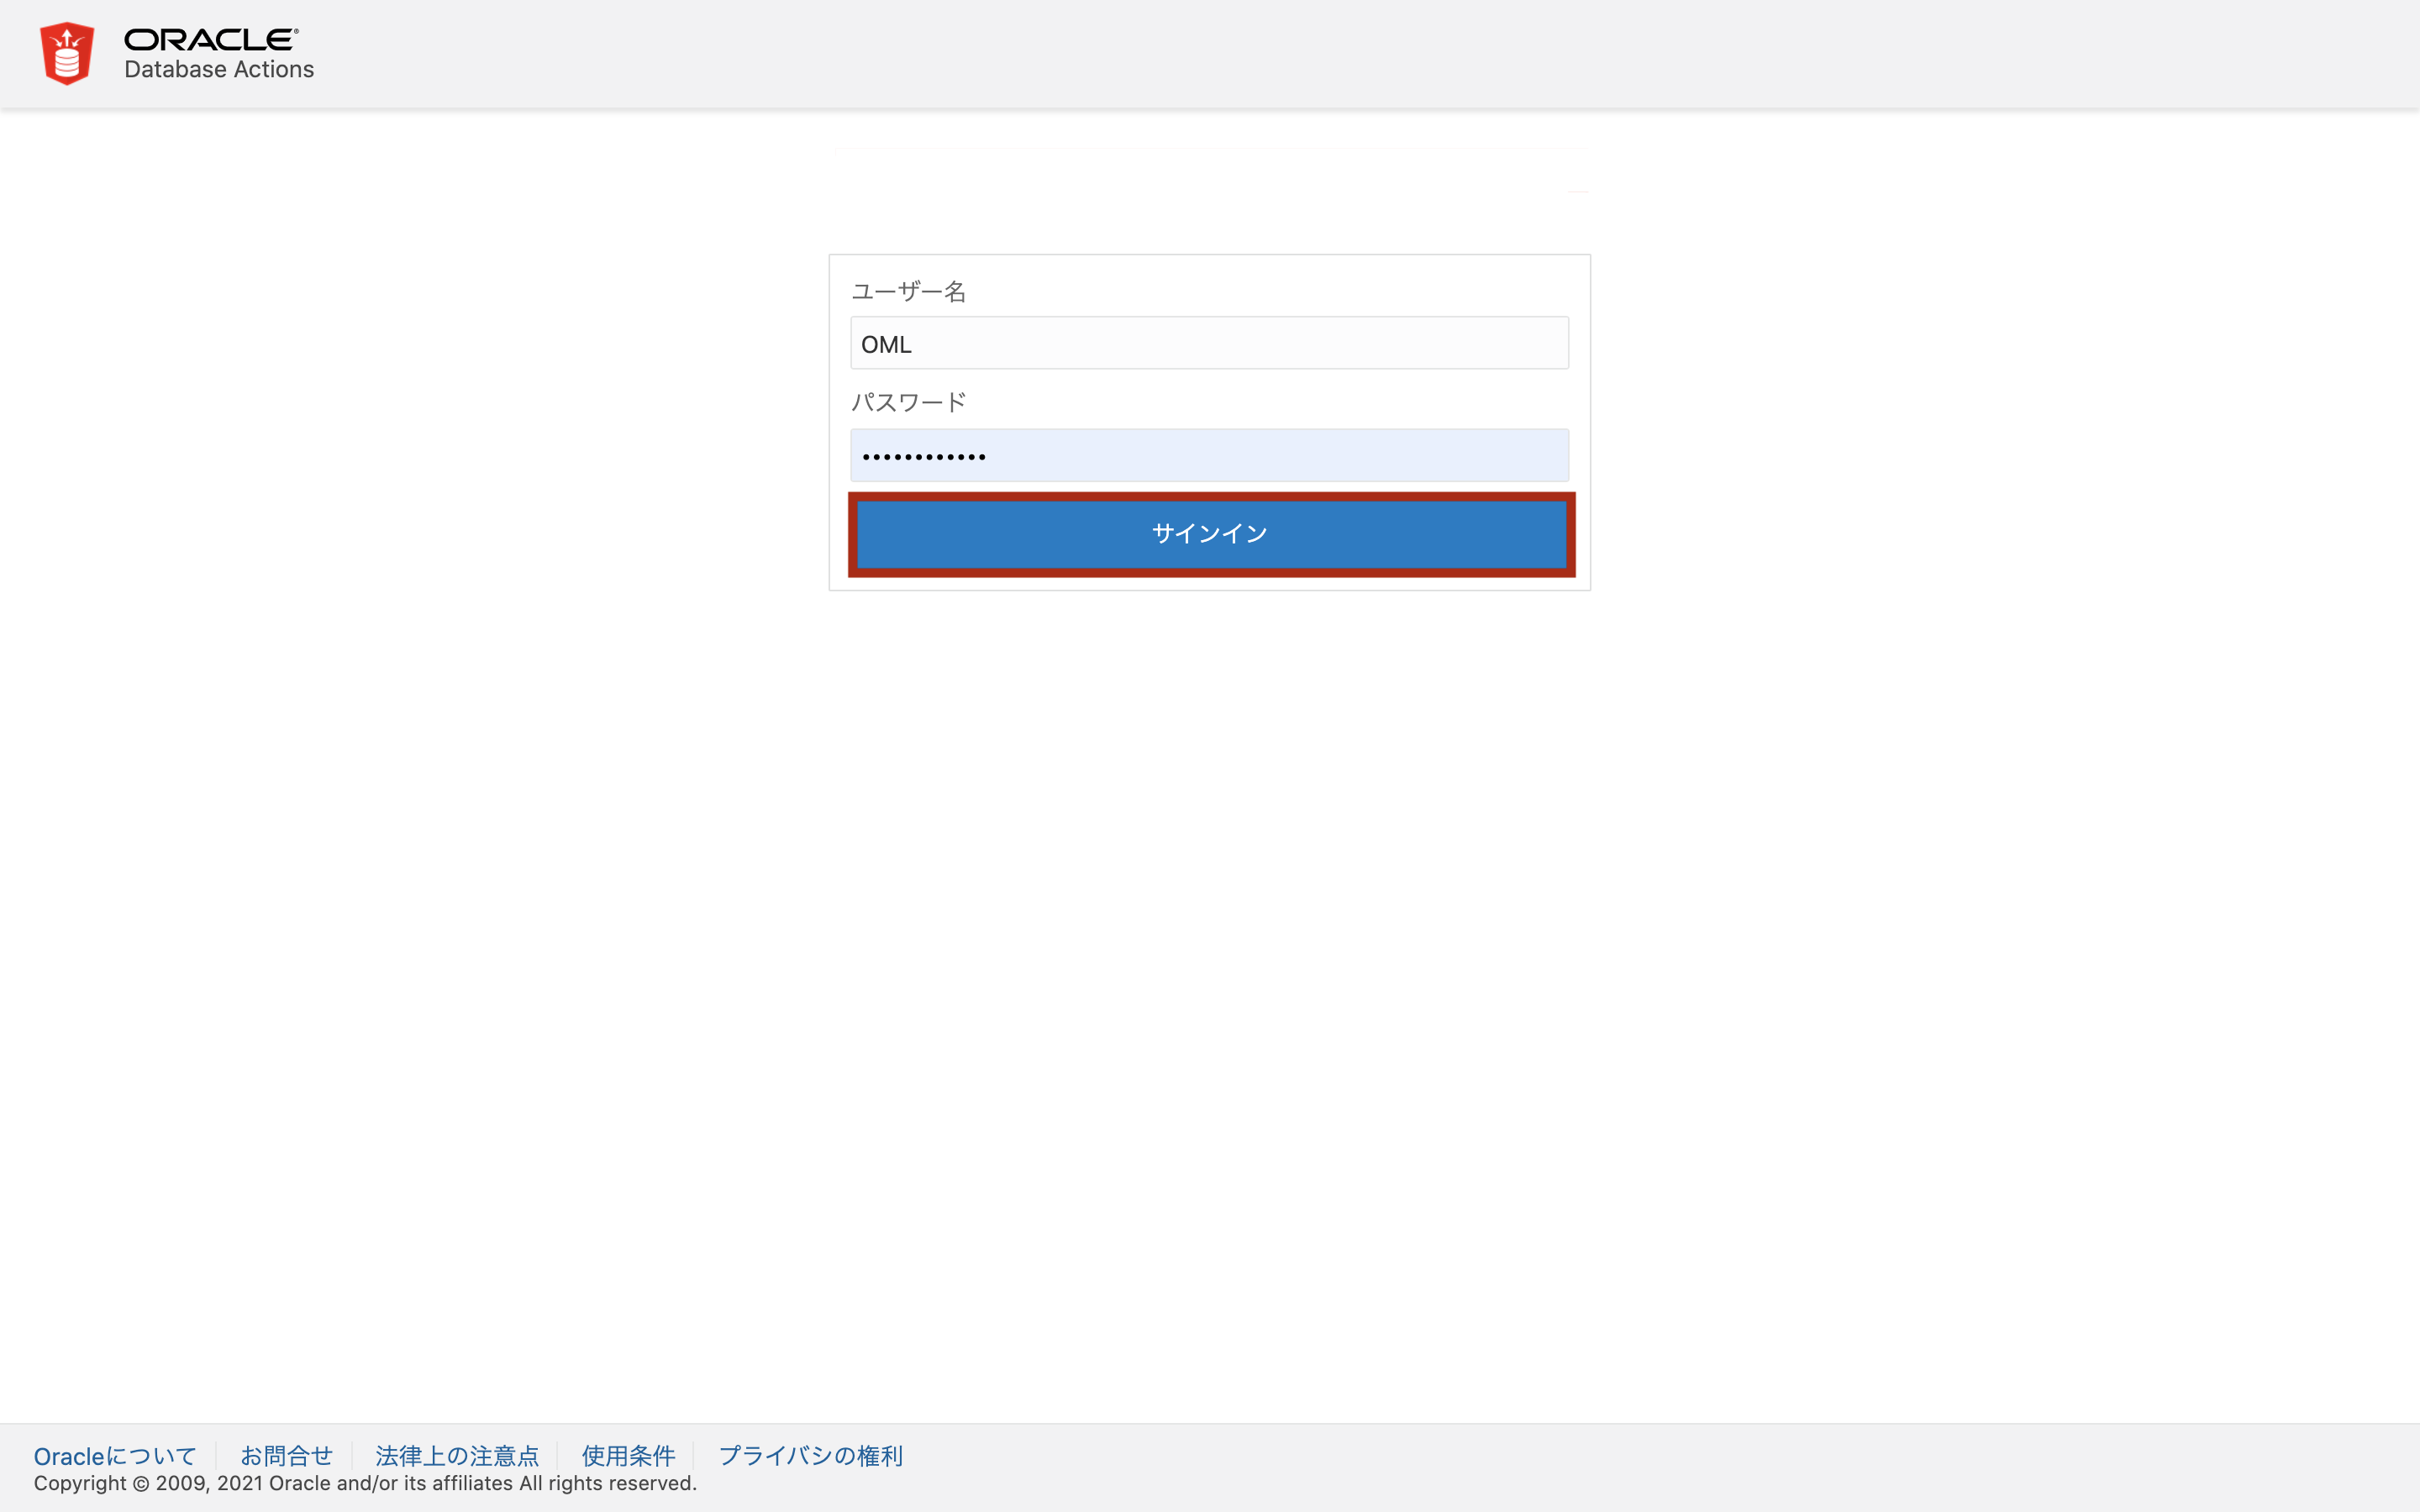 ORACLE®
Database Actions
ユーザー名
OML
パスワード
••••••••••••
サインイン
Oracleについて お問合せ 法律上の注意点 使用条件 プライバシの権利
Copyright © 2009, 2021 Oracle and/or its affiliates All rights reserved.